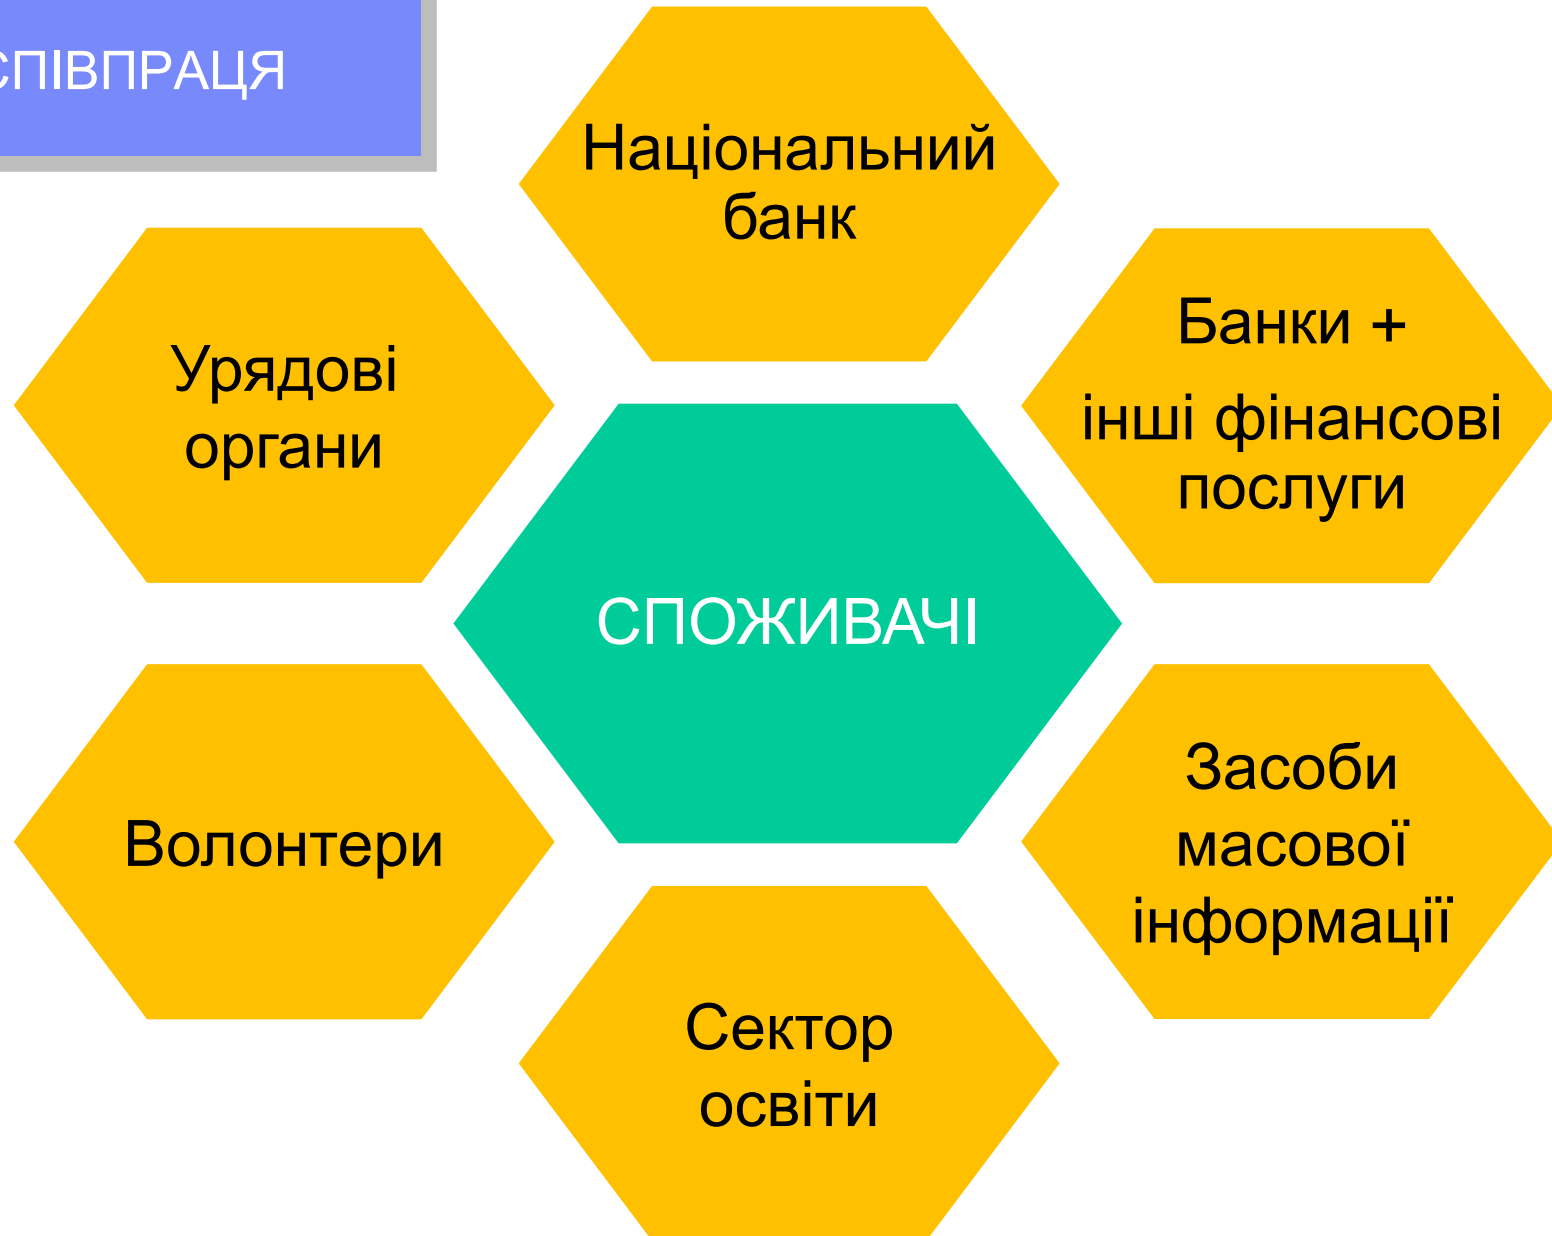 СПІВПРАЦЯ
Національний
банк
Банки +
інші фінансові
послуги
Урядові
органи
СПОЖИВАЧІ
Засоби
масової
інформації
Волонтери
Сектор
освіти